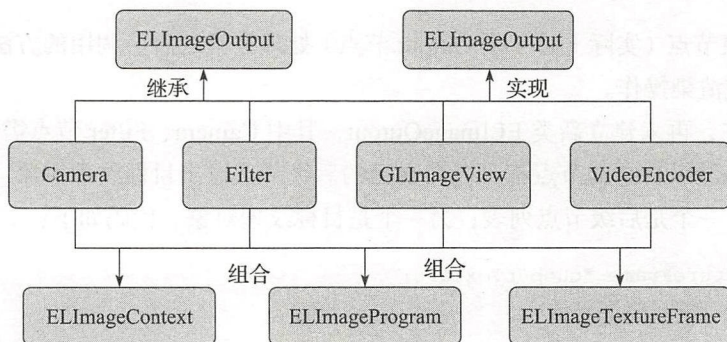 ELImageOutput ELImageOutput
继承 实现
Camera Filter GLImageView VideoEncoder
组合 组合
ELImageContext ELImageProgram ELImageTextureFrame